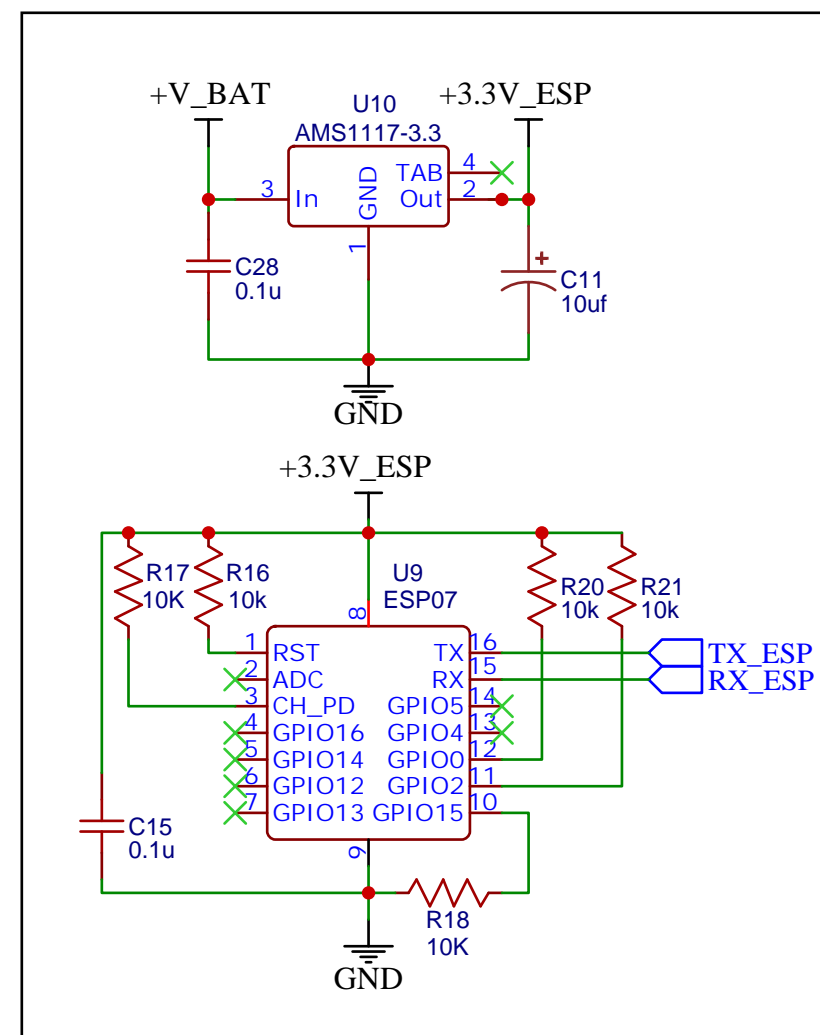 +V_BAT
U10
AMS1117-3.3
+3.3V_ESP
3 In
GND
1
TAB 4
Out 2
C28
0.1u
+
C11
10uf
GND
+3.3V_ESP
R17
10K
R16
10k
U9
ESP07
8
R20
10k
R21
10k
1 RST
2 ADC
3 CH_PD
4 GPIO16
5 GPIO14
6 GPIO12
7 GPIO13
TX 16
RX 15
GPIO5 14
GPIO4 13
GPIO0 12
GPIO2 11
GPIO15 10
TX_ESP
RX_ESP
9
C15
0.1u
R18
10K
GND